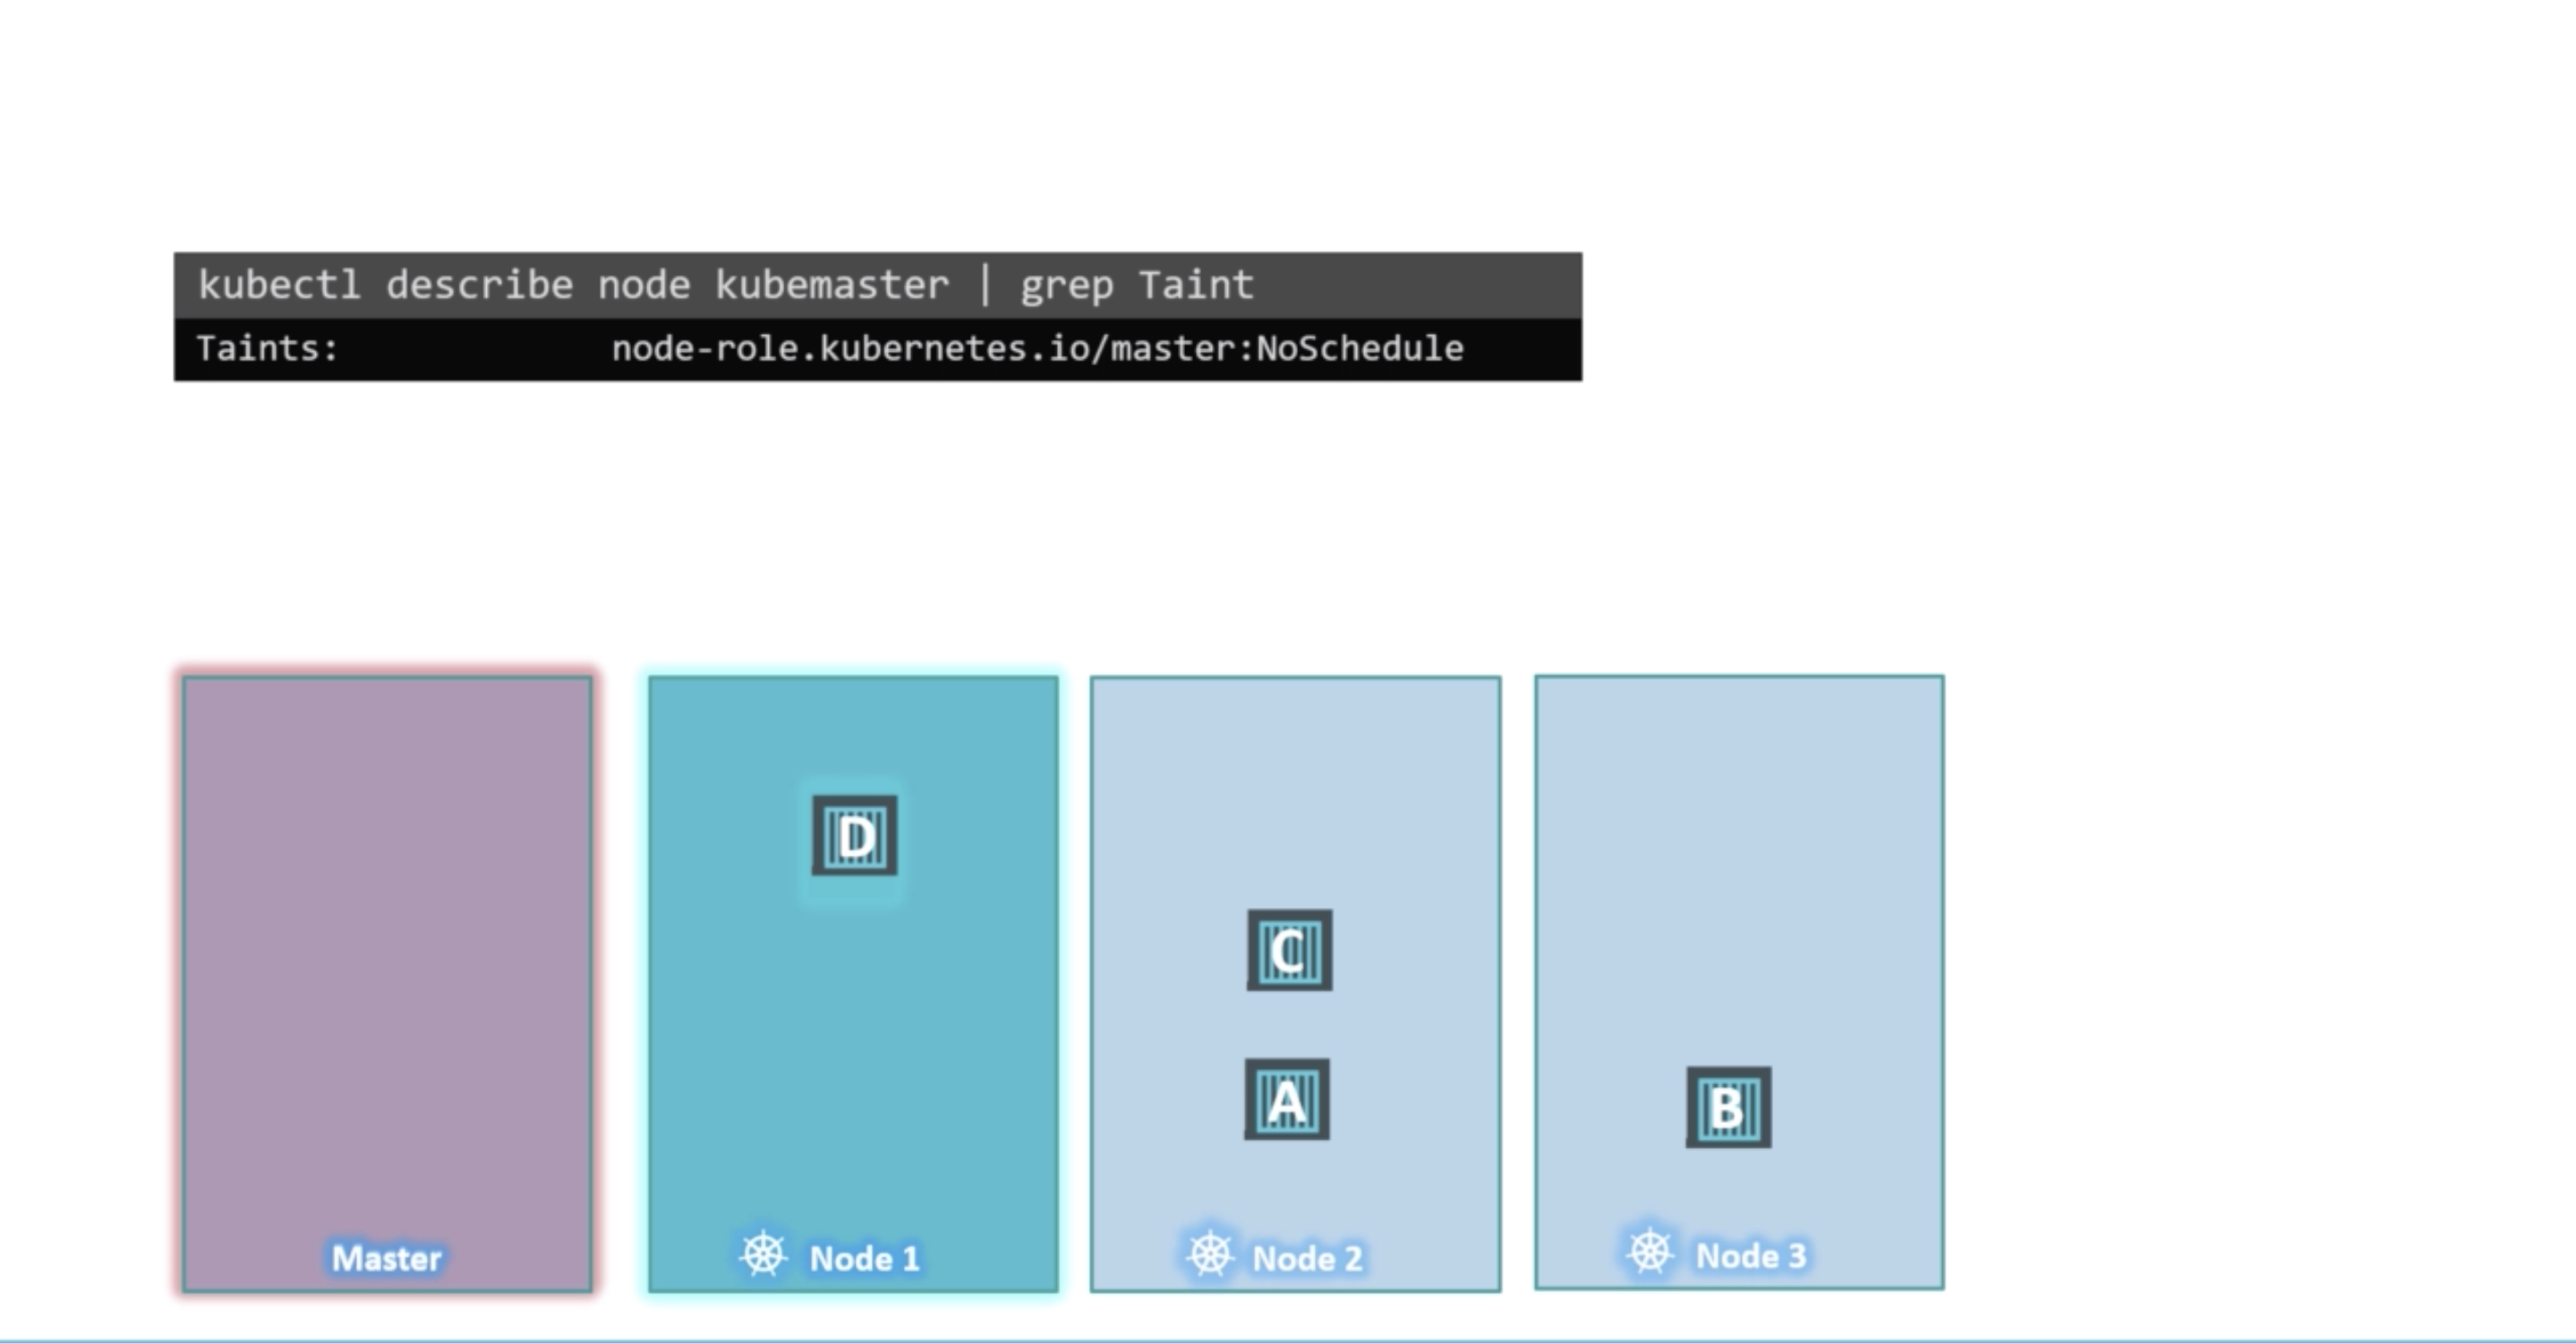 kubectl describe node kubemaster | grep Taint
Taints: node-role.kubernetes.io/master:NoSchedule
D
C
A
B
Master
Node 1
Node 2
Node 3